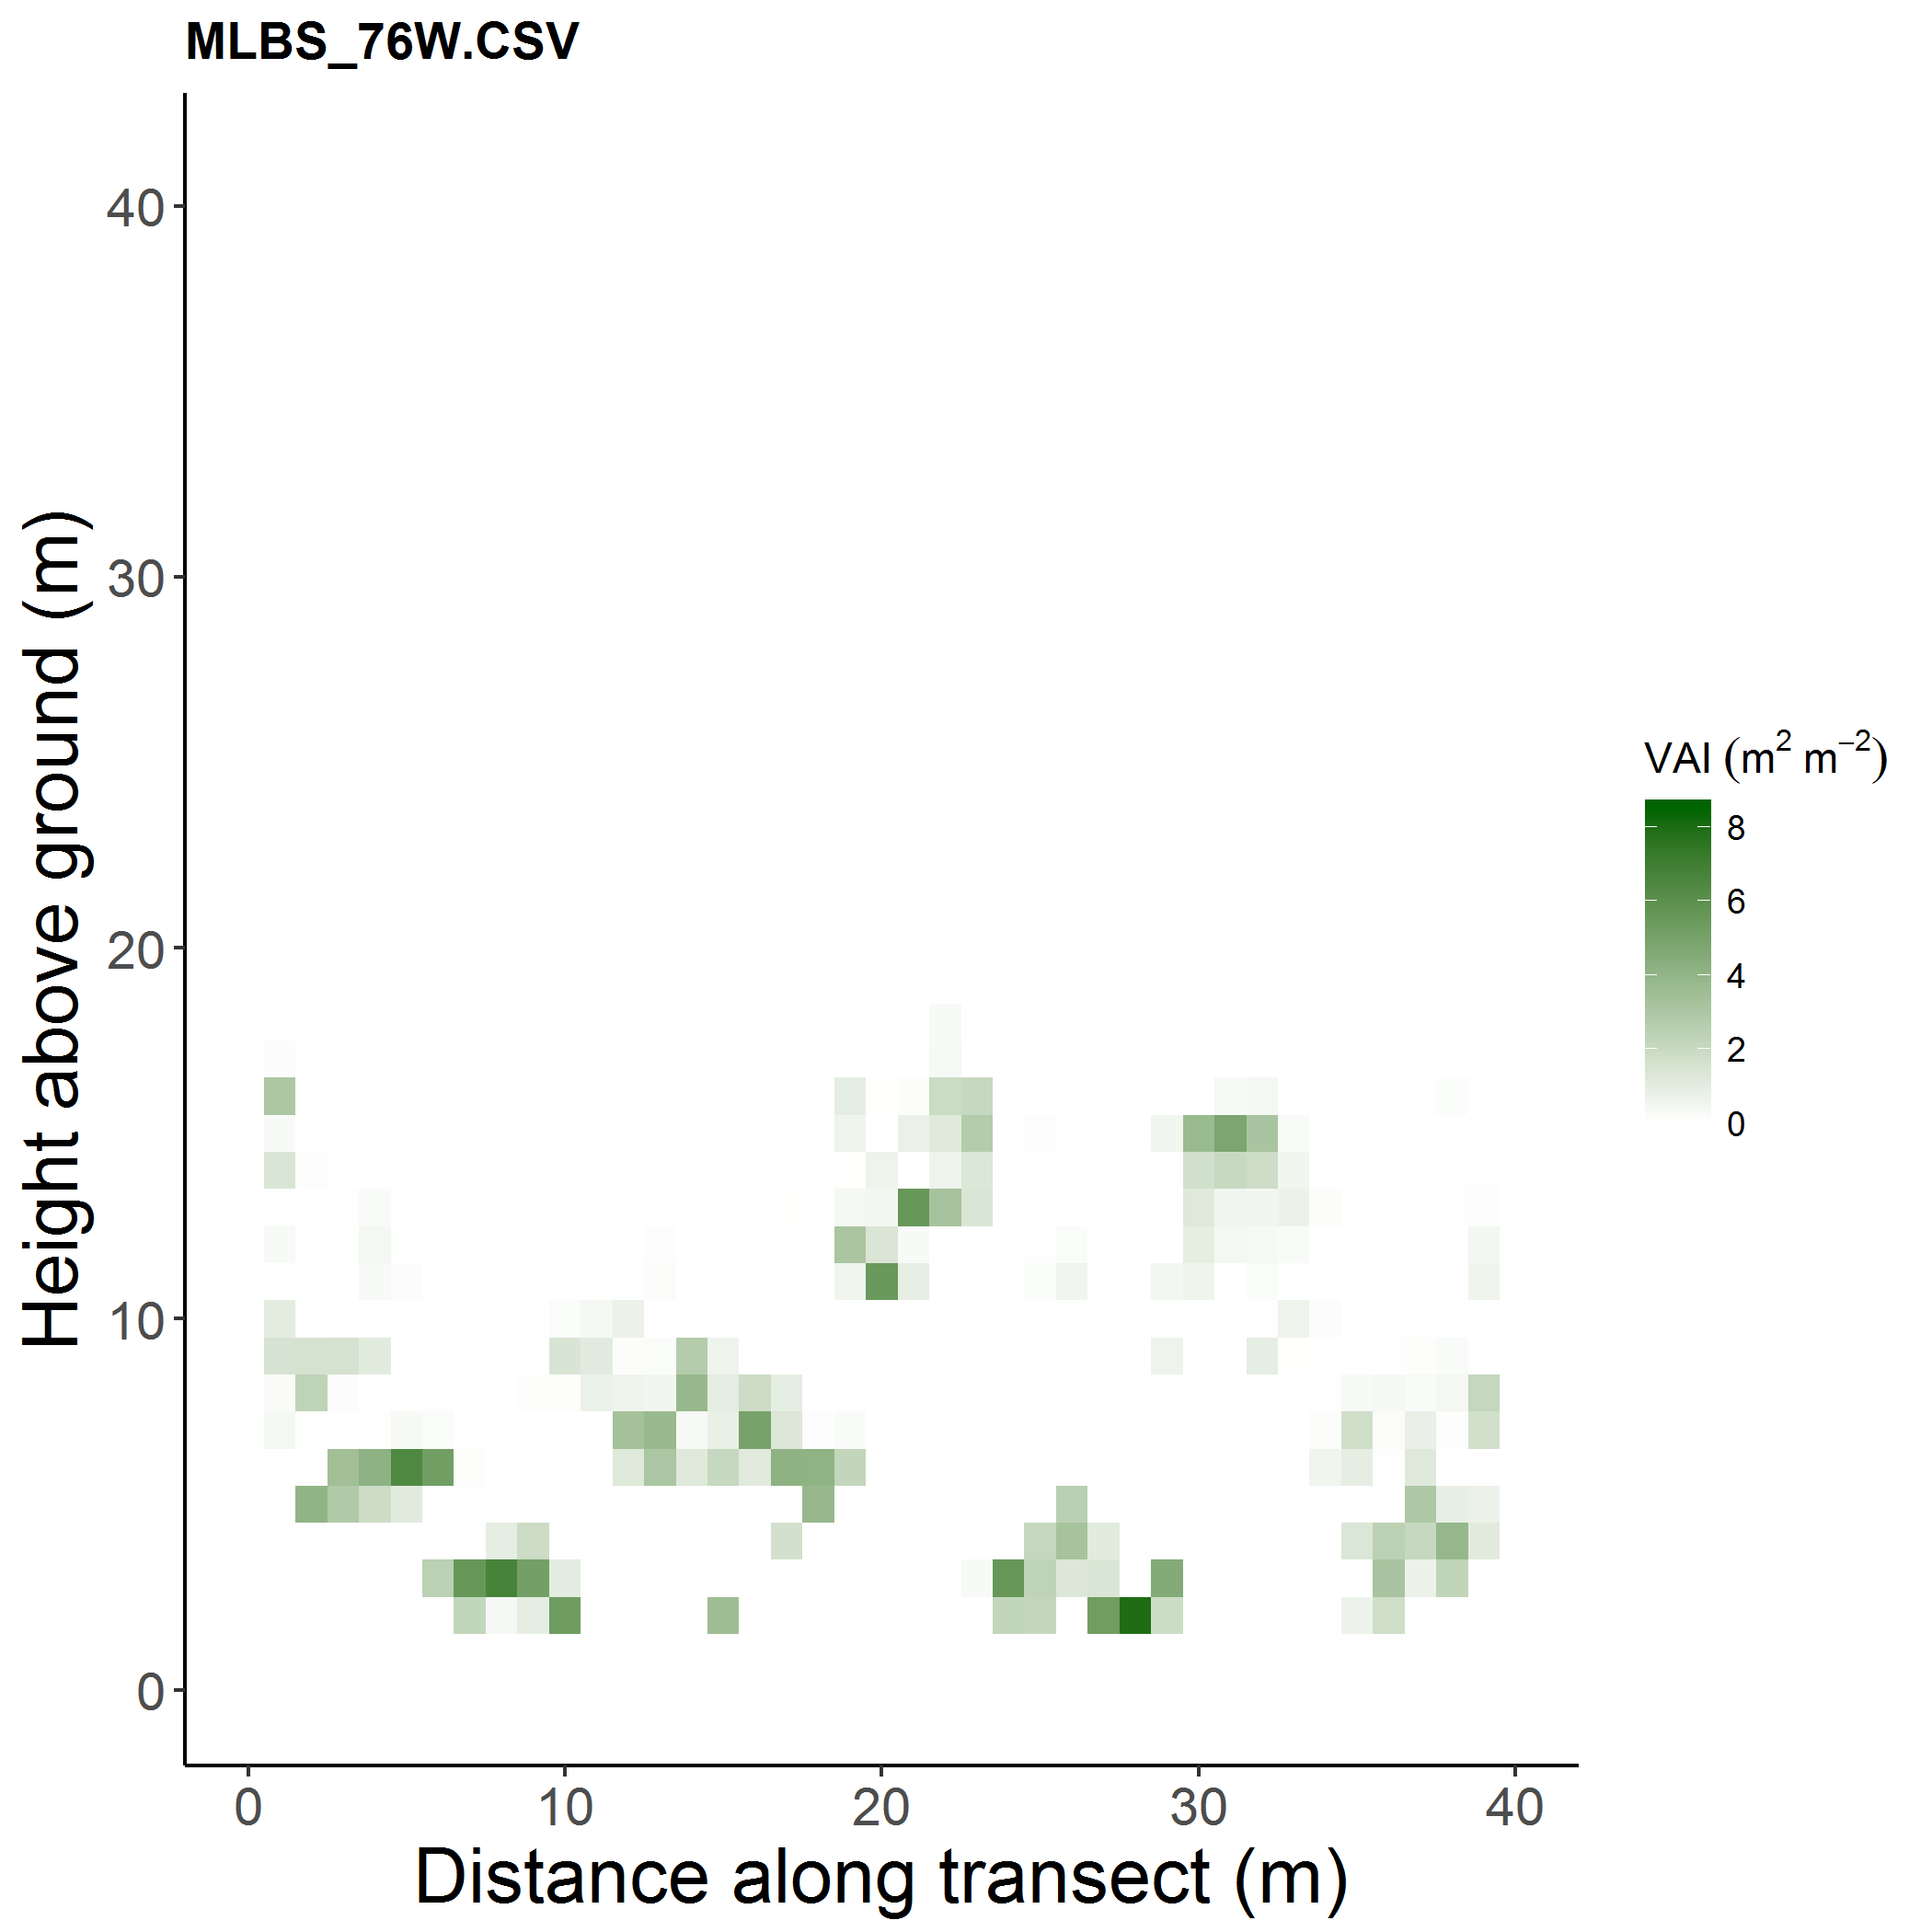 MLBS_76W.CSV
40
30
20
10
0
Height above ground (m)
0 10 20 30 40
Distance along transect (m)
VAI (m² m⁻²)
8
6
4
2
0